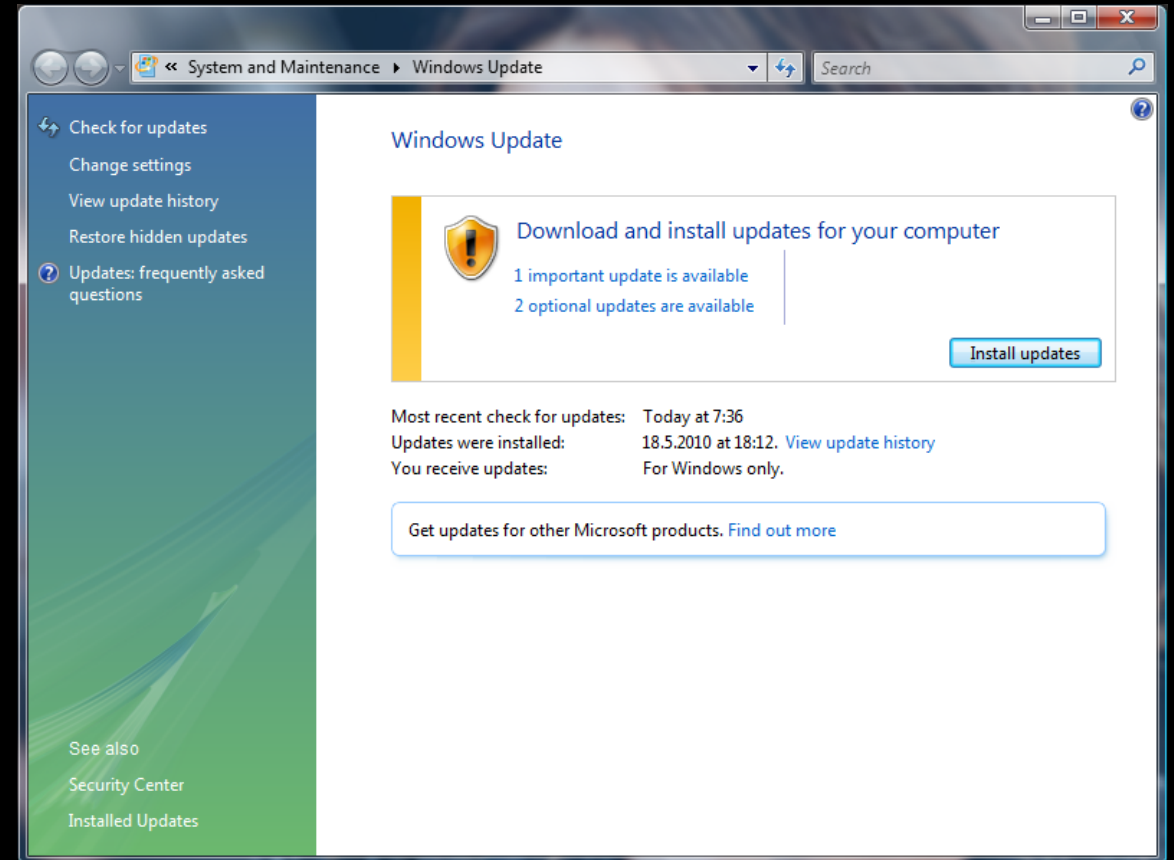 « System and Maintenance ▸ Windows Update
Search
Check for updates
Change settings
View update history
Restore hidden updates
Updates: frequently asked
questions
See also
Security Center
Installed Updates
Windows Update
Download and install updates for your computer
1 important update is available
2 optional updates are available
Install updates
Most recent check for updates: Today at 7:36
Updates were installed: 18.5.2010 at 18:12. View update history
You receive updates: For Windows only.
Get updates for other Microsoft products. Find out more